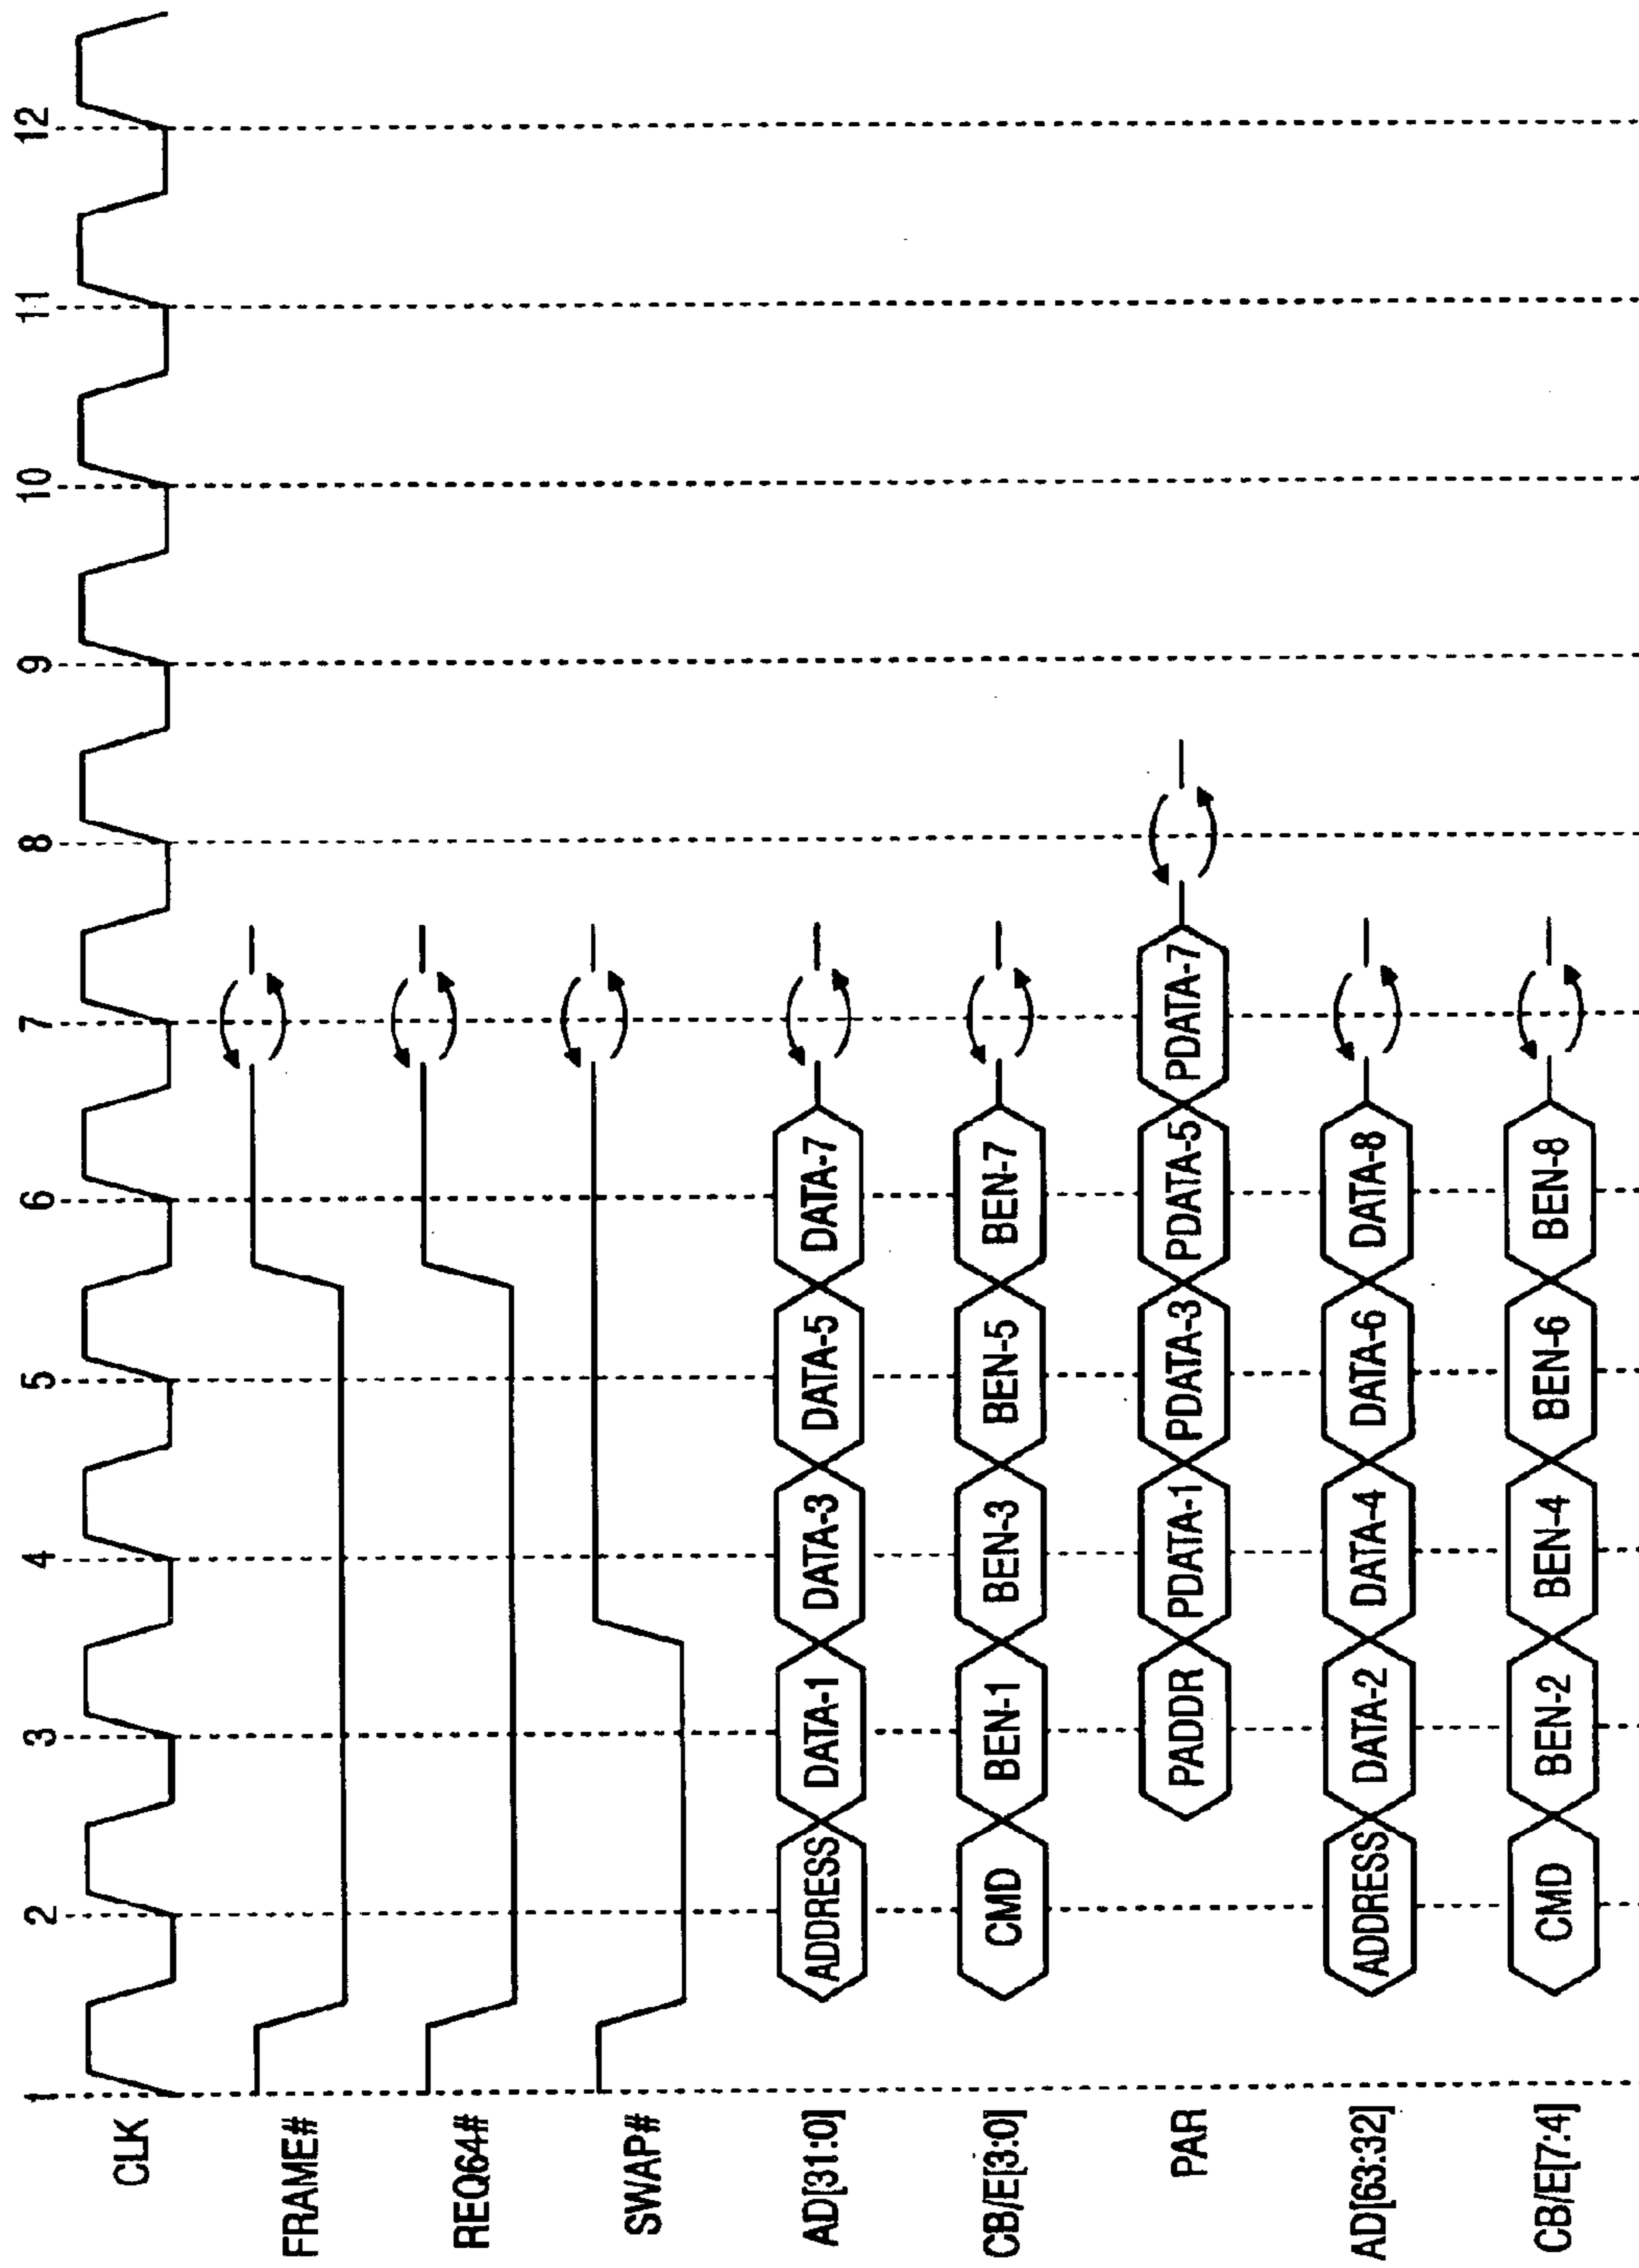 1 2 3 4 5 6 7 8 9 10 11 12
CLK
FRAME#
REQ64#
SWAP#
AD[31:0] ADDRESS DATA-1 DATA-3 DATA-5 DATA-7
CB/E[3:0] CMD BEN-1 BEN-3 BEN-5 BEN-7
PAR PADDR PDATA-1 PDATA-3 PDATA-5 PDATA-7
AD[63:32] ADDRESS DATA-2 DATA-4 DATA-6 DATA-8
CB/E[7:4] CMD BEN-2 BEN-4 BEN-6 BEN-8